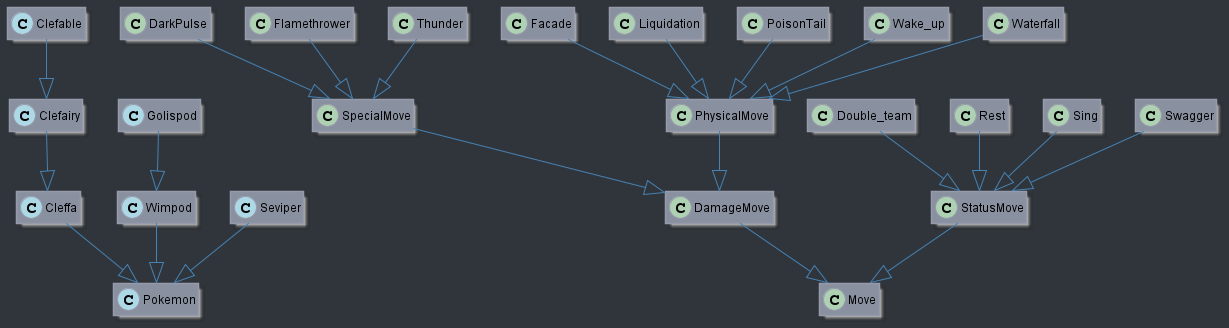 C Clefable
C DarkPulse
C Flamethrower
C Thunder
C Facade
C Liquidation
C PoisonTail
C Wake_up
C Waterfall
C Clefairy
C Golispod
C SpecialMove
C PhysicalMove
C Double_team
C Rest
C Sing
C Swagger
C Cleffa
C Wimpod
C Seviper
C DamageMove
C StatusMove
C Pokemon
C Move